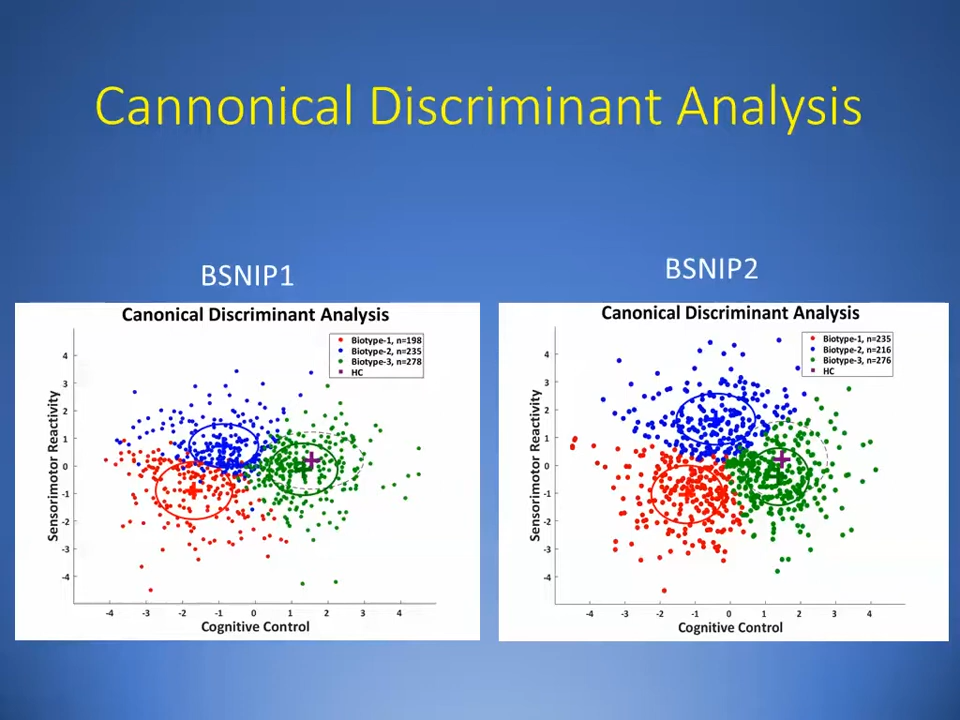 Cannonical Discriminant Analysis
BSNIP1
Canonical Discriminant Analysis
Biotype-1, n=198
Biotype-2, n=235
Biotype-3, n=278
HC
Sensorimotor Reactivity
4
3
2
1
0
-1
-2
-3
-4
-4 -3 -2 -1 0 1 2 3 4
Cognitive Control
BSNIP2
Canonical Discriminant Analysis
Biotype-1, n=235
Biotype-2, n=216
Biotype-3, n=276
HC
Sensorimotor Reactivity
4
3
2
1
0
-1
-2
-3
-4
-4 -3 -2 -1 0 1 2 3 4
Cognitive Control